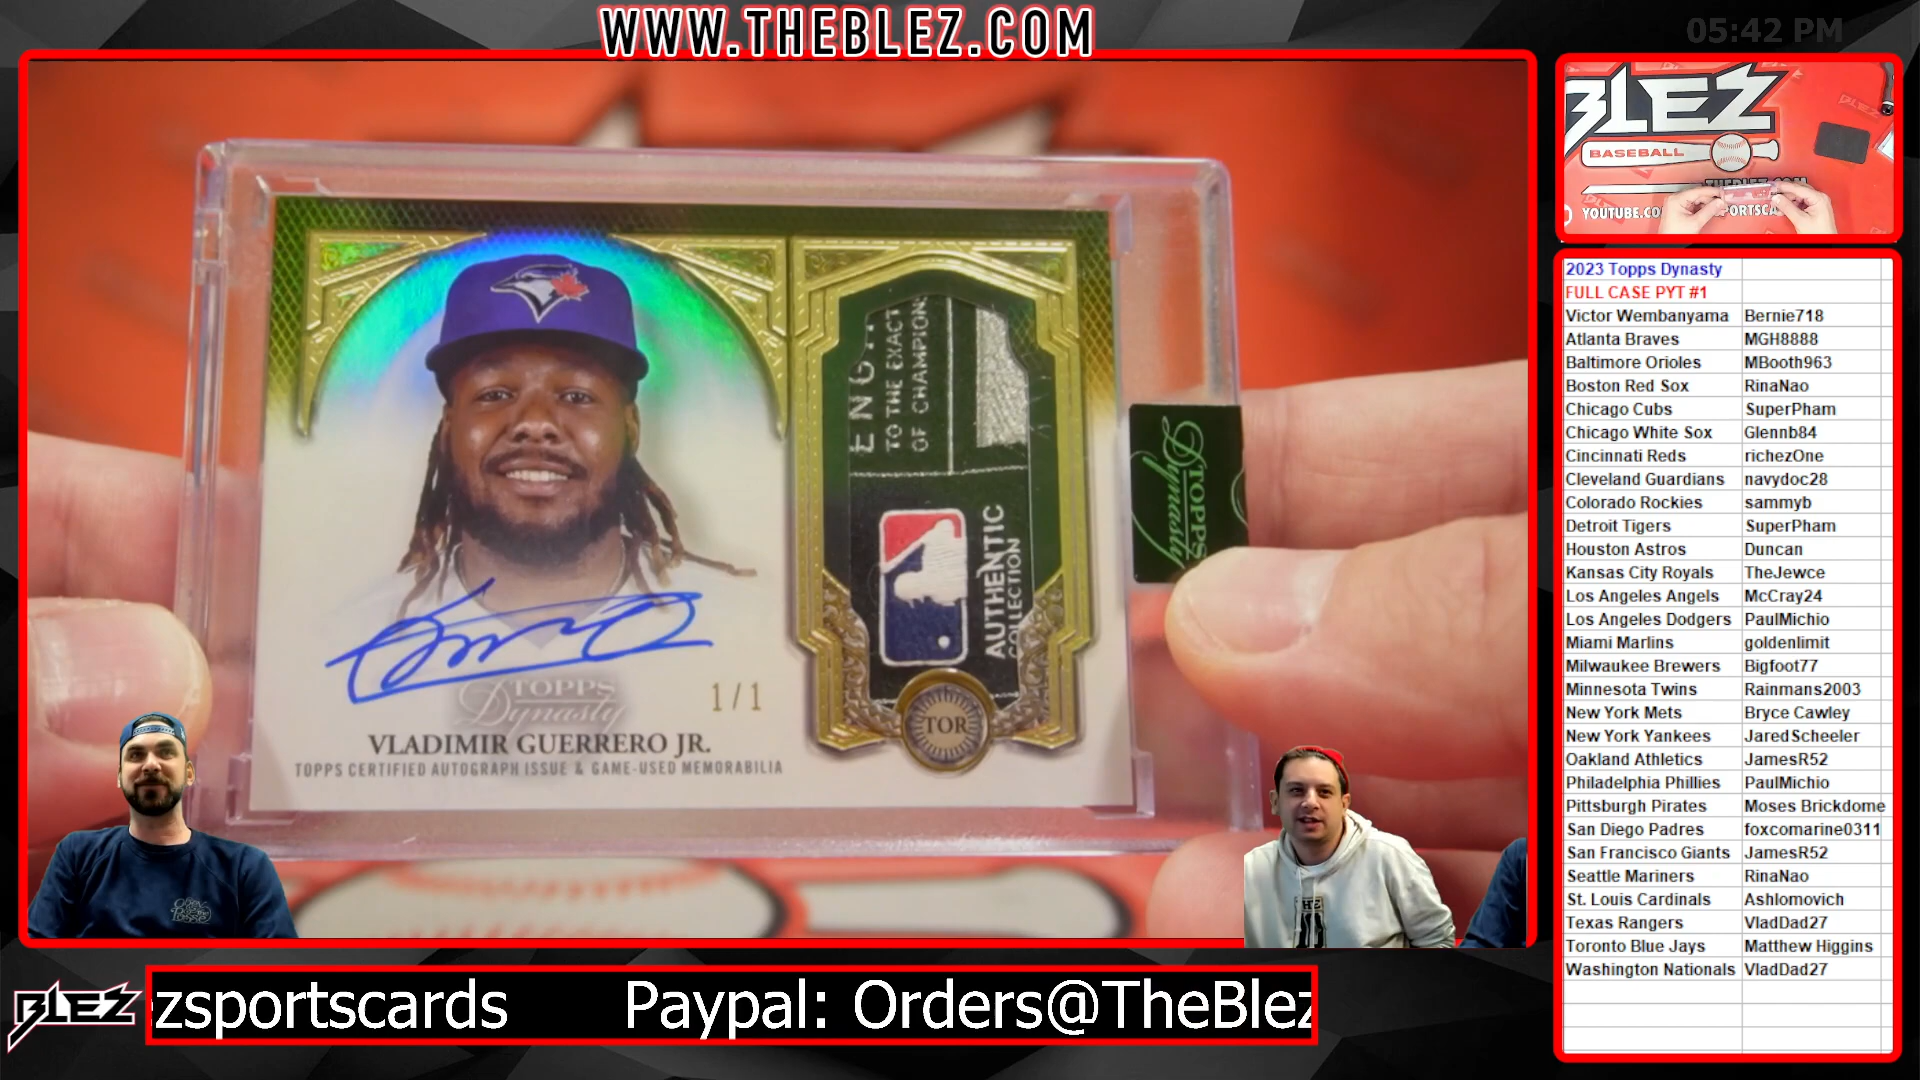 WWW.THEBLEZ.COM
05:42 PM
BLEZ
BASEBALL
THEBLEZ.COM
YOUTUBE.CO
PORTSCA
ENG
TO THE EXACT
OF CHAMPION
AUTHENTIC
COLLECTION
TOPPS
Dynasty
TOPPS
Dynasty
1/1
TOR
VLADIMIR GUERRERO JR.
TOPPS CERTIFIED AUTOGRAPH ISSUE & GAME-USED MEMORABILIA
2023 Topps Dynasty
FULL CASE PYT #1
Victor Wembanyama Bernie718
Atlanta Braves MGH8888
Baltimore Orioles MBooth963
Boston Red Sox RinaNao
Chicago Cubs SuperPham
Chicago White Sox Glennb84
Cincinnati Reds richezOne
Cleveland Guardians navydoc28
Colorado Rockies sammyb
Detroit Tigers SuperPham
Houston Astros Duncan
Kansas City Royals TheJewce
Los Angeles Angels McCray24
Los Angeles Dodgers PaulMichio
Miami Marlins goldenlimit
Milwaukee Brewers Bigfoot77
Minnesota Twins Rainmans2003
New York Mets Bryce Cawley
New York Yankees Jared Scheeler
Oakland Athletics JamesR52
Philadelphia Phillies PaulMichio
Pittsburgh Pirates Moses Brickdome
San Diego Padres foxcomarine0311
San Francisco Giants JamesR52
Seattle Mariners RinaNao
St. Louis Cardinals Ashlomovich
Texas Rangers VladDad27
Toronto Blue Jays Matthew Higgins
Washington Nationals VladDad27
BLEZ
zsportscards Paypal: Orders@TheBlez